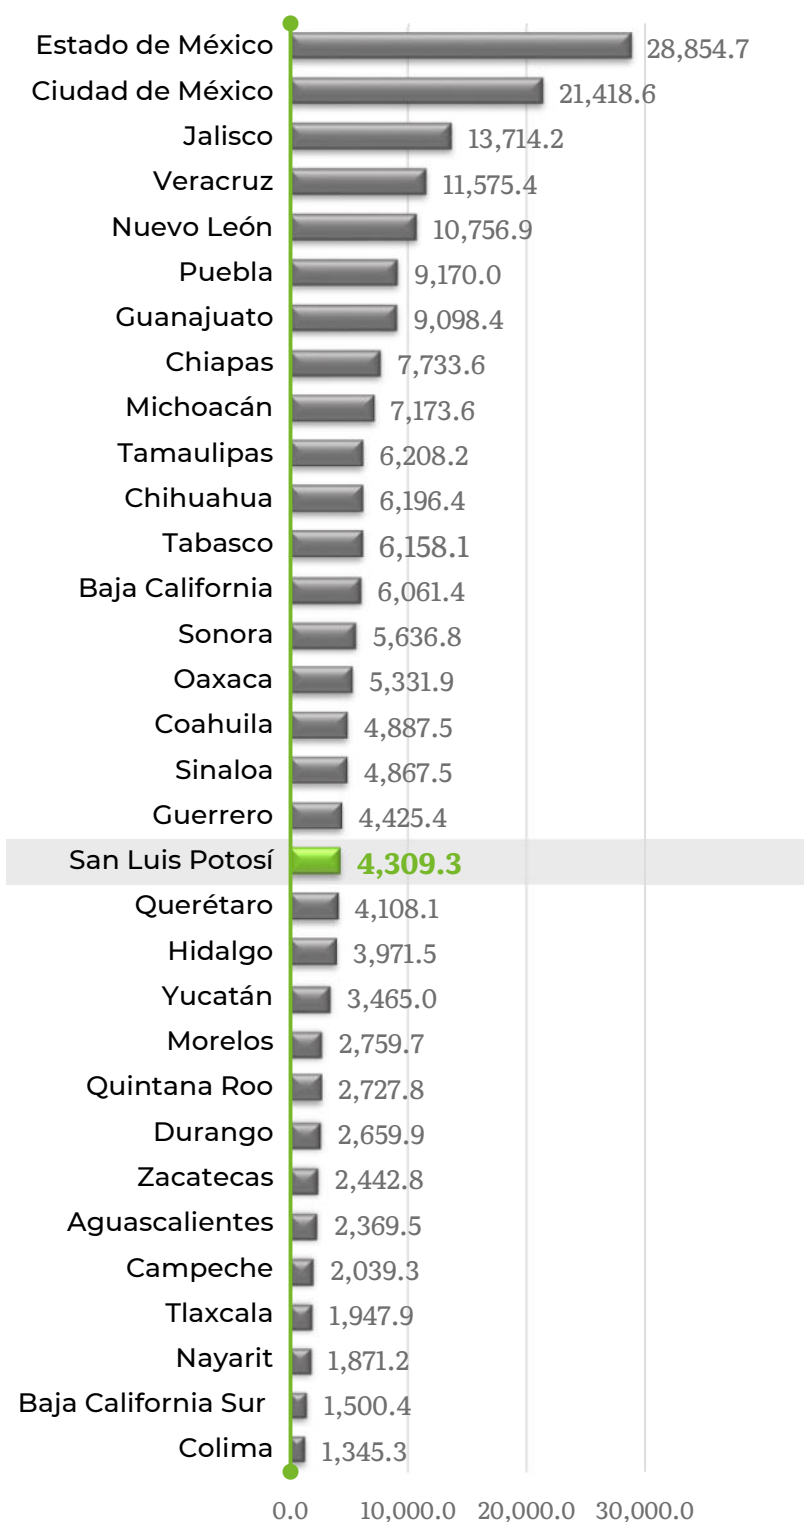 Estado de México 28,854.7
Ciudad de México 21,418.6
Jalisco 13,714.2
Veracruz 11,575.4
Nuevo León 10,756.9
Puebla 9,170.0
Guanajuato 9,098.4
Chiapas 7,733.6
Michoacán 7,173.6
Tamaulipas 6,208.2
Chihuahua 6,196.4
Tabasco 6,158.1
Baja California 6,061.4
Sonora 5,636.8
Oaxaca 5,331.9
Coahuila 4,887.5
Sinaloa 4,867.5
Guerrero 4,425.4
San Luis Potosí 4,309.3
Querétaro 4,108.1
Hidalgo 3,971.5
Yucatán 3,465.0
Morelos 2,759.7
Quintana Roo 2,727.8
Durango 2,659.9
Zacatecas 2,442.8
Aguascalientes 2,369.5
Campeche 2,039.3
Tlaxcala 1,947.9
Nayarit 1,871.2
Baja California Sur 1,500.4
Colima 1,345.3
0.0 10,000.0 20,000.0 30,000.0